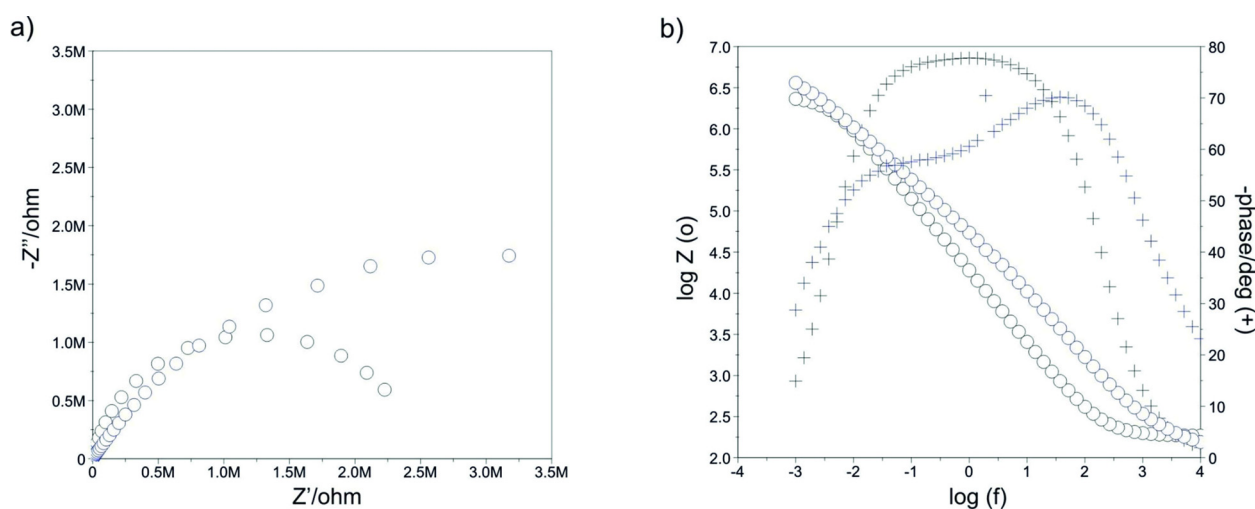 a)
3.5M
3.0M
2.5M
2.0M
1.5M
1.0M
0.5M
0
-Z''/ohm
0 0.5M 1.0M 1.5M 2.0M 2.5M 3.0M 3.5M
Z'/ohm
b)
7.0
6.5
6.0
5.5
5.0
4.5
4.0
3.5
3.0
2.5
2.0
log Z (o)
80
70
60
50
40
30
20
10
0
-phase/deg (+)
-4 -3 -2 -1 0 1 2 3 4
log (f)